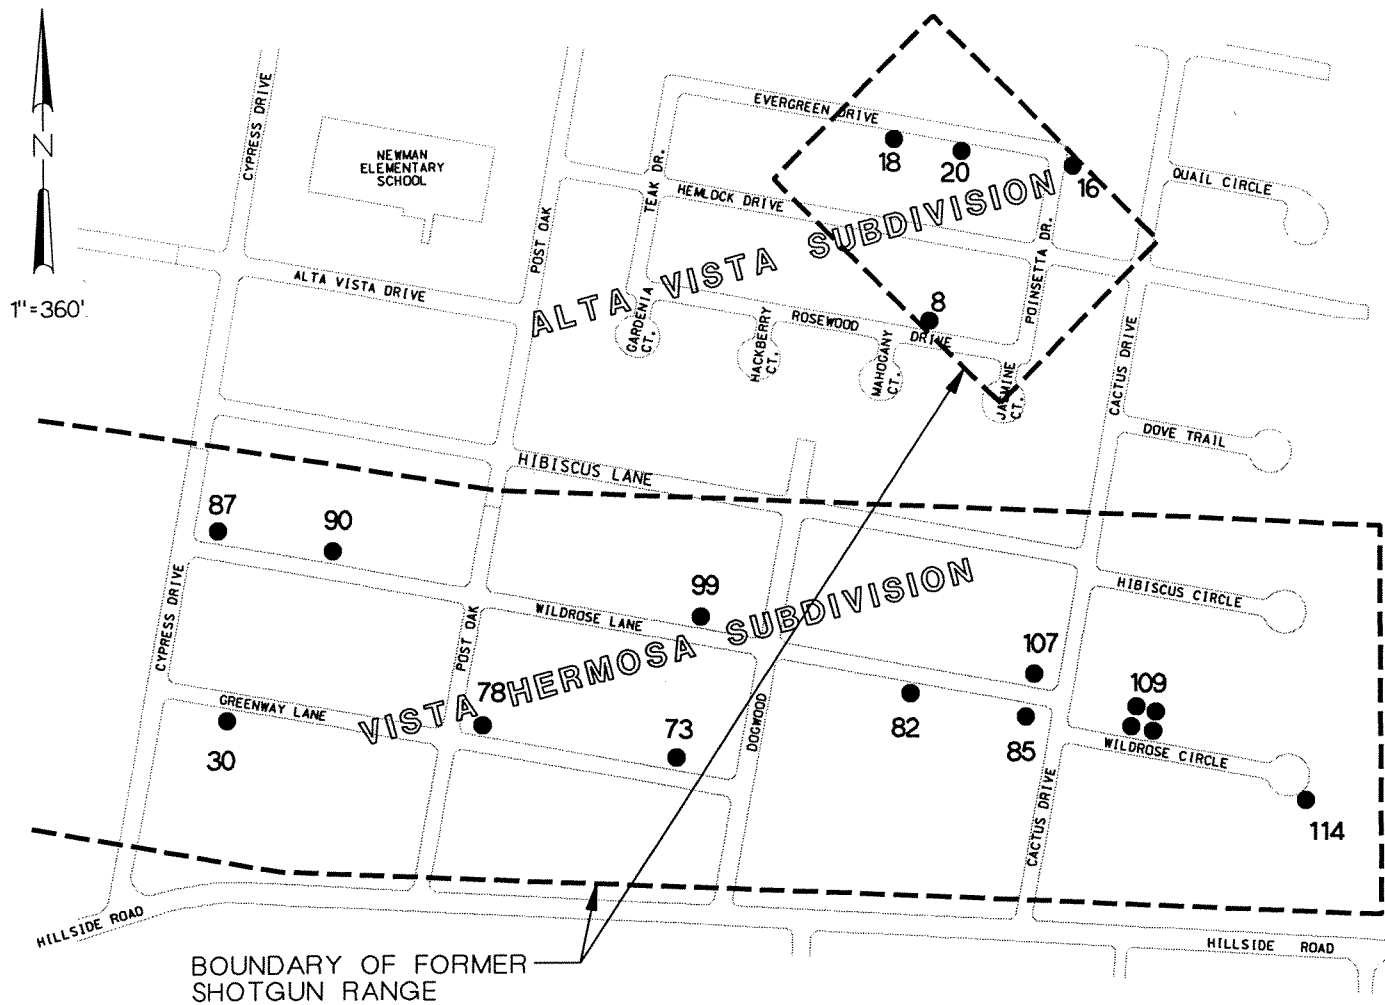 N
1"=360'
CYPRESS DRIVE
NEWMAN
ELEMENTARY
SCHOOL
POST OAK
TEAK DR.
EVERGREEN DRIVE
18
20
16
HEMLOCK DRIVE
QUAIL CIRCLE
ALTA VISTA SUBDIVISION
ALTA VISTA DRIVE
POINSETTA DR.
8
GARDENIA
CT.
HACKBERRY
CT.
ROSEWOOD
DRIVE
MAHOGANY
CT.
JASMINE
CT.
CACTUS DRIVE
DOVE TRAIL
HIBISCUS LANE
87
90
99
CYPRESS DRIVE
POST OAK
WILDROSE LANE
VISTA HERMOSA SUBDIVISION
HIBISCUS CIRCLE
107
109
GREENWAY LANE
30
78
73
DOGWOOD
82
85
WILDROSE CIRCLE
CACTUS DRIVE
114
HILLSIDE ROAD
HILLSIDE ROAD
BOUNDARY OF FORMER
SHOTGUN RANGE